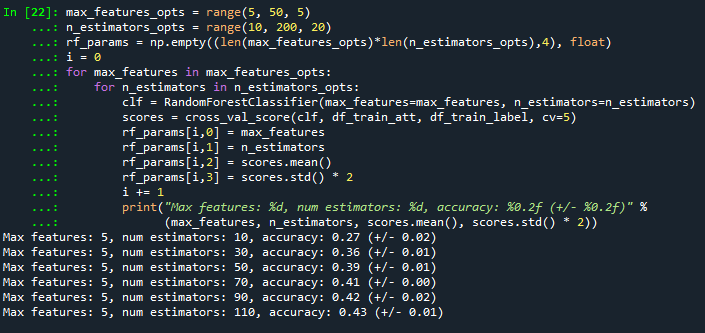 In [22]: max_features_opts = range(5, 50, 5)
    ...: n_estimators_opts = range(10, 200, 20)
    ...: rf_params = np.empty((len(max_features_opts)*len(n_estimators_opts),4), float)
    ...: i = 0
    ...: for max_features in max_features_opts:
    ...:     for n_estimators in n_estimators_opts:
    ...:         clf = RandomForestClassifier(max_features=max_features, n_estimators=n_estimators)
    ...:         scores = cross_val_score(clf, df_train_att, df_train_label, cv=5)
    ...:         rf_params[i,0] = max_features
    ...:         rf_params[i,1] = n_estimators
    ...:         rf_params[i,2] = scores.mean()
    ...:         rf_params[i,3] = scores.std() * 2
    ...:         i += 1
    ...:         print("Max features: %d, num estimators: %d, accuracy: %0.2f (+/- %0.2f)" %
    ...:               (max_features, n_estimators, scores.mean(), scores.std() * 2))
Max features: 5, num estimators: 10, accuracy: 0.27 (+/- 0.02)
Max features: 5, num estimators: 30, accuracy: 0.36 (+/- 0.01)
Max features: 5, num estimators: 50, accuracy: 0.39 (+/- 0.01)
Max features: 5, num estimators: 70, accuracy: 0.41 (+/- 0.00)
Max features: 5, num estimators: 90, accuracy: 0.42 (+/- 0.02)
Max features: 5, num estimators: 110, accuracy: 0.43 (+/- 0.01)